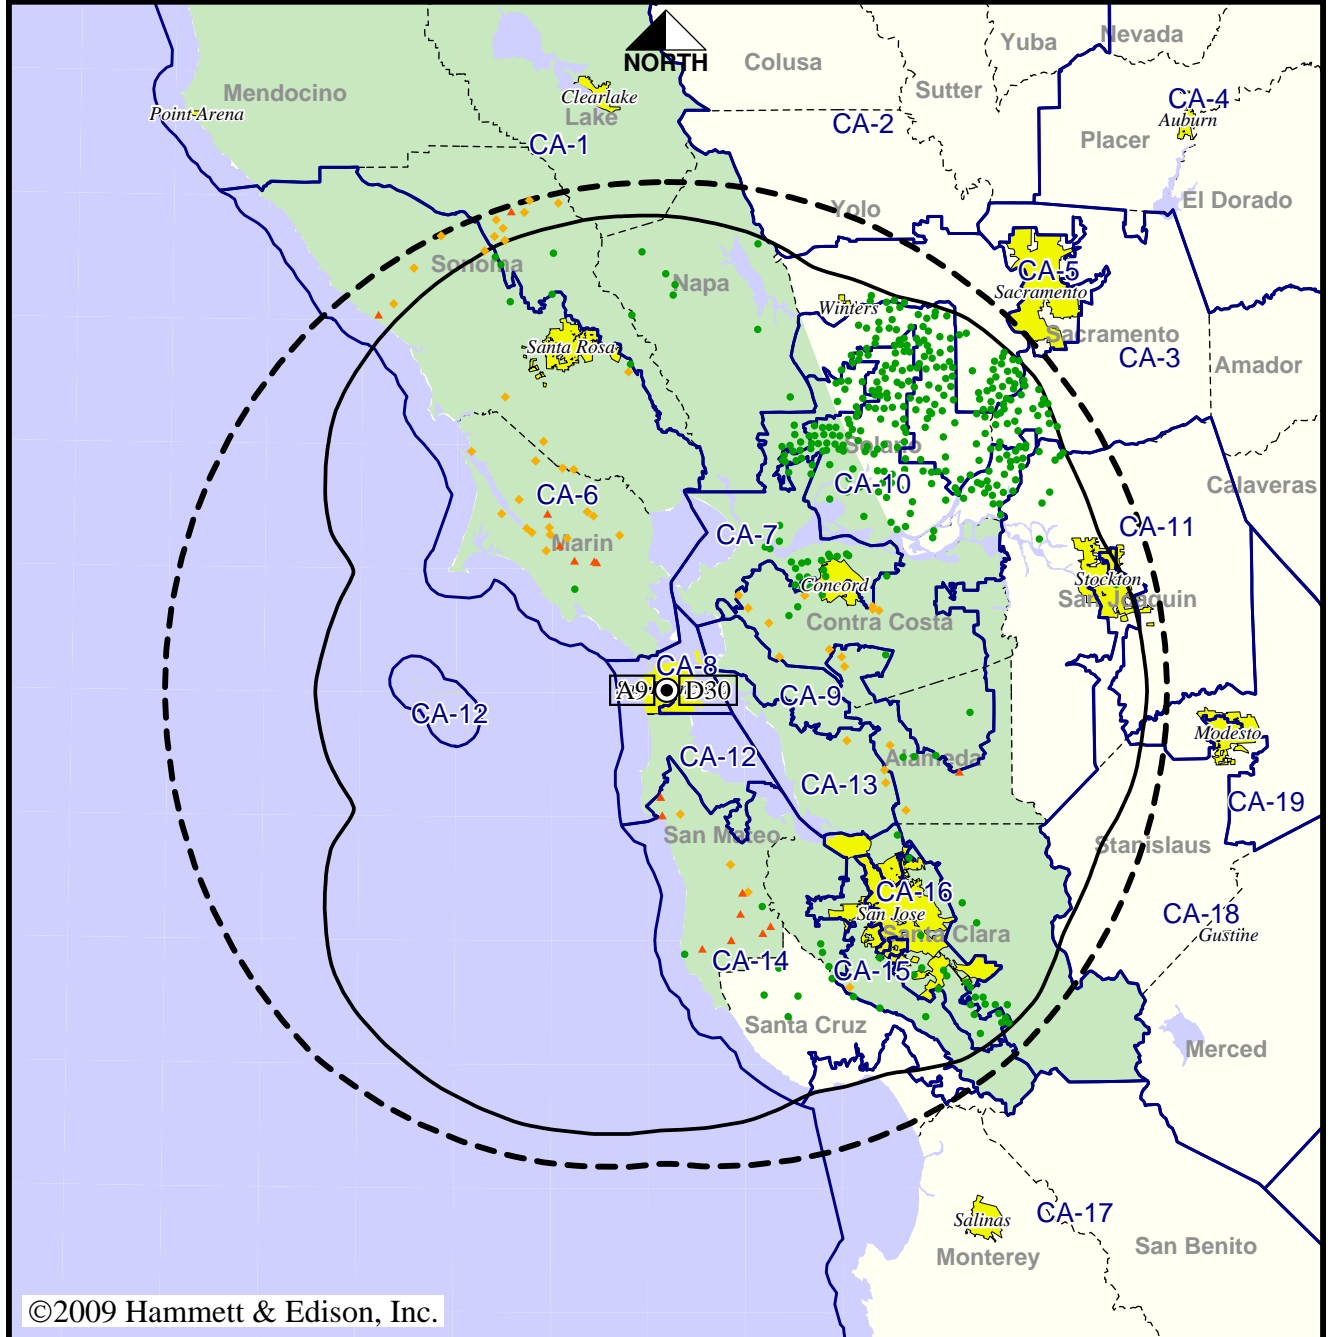 Nevada
Yuba
Colusa
NORTH
Sutter
Mendocino
Clearlake
Lake
CA-4
Auburn
Point Arena
CA-2
Placer
CA-1
El Dorado
Yolo
Sonoma
Napa
CA-5
Sacramento
Winters
Sacramento
Santa Rosa
CA-3
Amador
Solano
CA-10
Calaveras
CA-6
CA-7
CA-11
Marin
Concord
Stockton
San Joaquin
Contra Costa
CA-8
A9 D30
CA-9
CA-12
Modesto
CA-12
Alameda
CA-13
CA-19
San Mateo
Stanislaus
CA-16
San Jose
CA-18
Gustine
Santa Clara
CA-14
CA-15
Santa Cruz
Merced
CA-17
Salinas
Monterey
San Benito
©2009 Hammett & Edison, Inc.